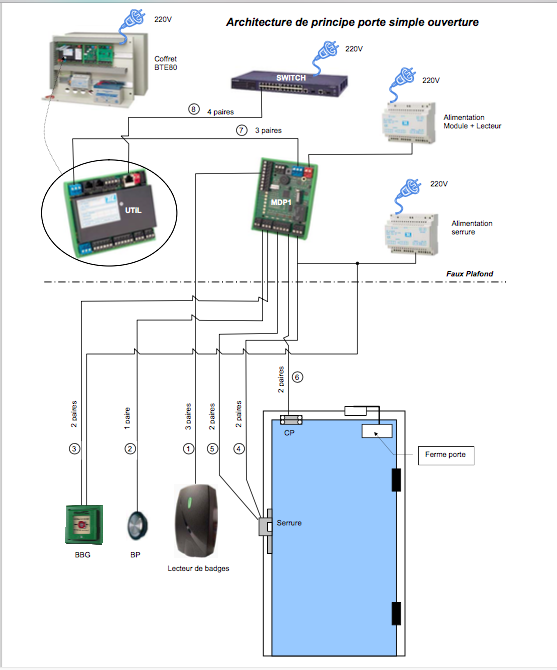 Architecture de principe porte simple ouverture
220V
Coffret
BTE80
SWITCH
220V
220V
Alimentation
Module + Lecteur
8
4 paires
7
3 paires
UTiL
MDP1
220V
Alimentation
serrure
Faux Plafond
2 paires
1 paire
3 paires
2 paires
2 paires
2 paires
6
3
2
1
5
4
CP
Ferme porte
Serrure
BBG
BP
Lecteur de badges